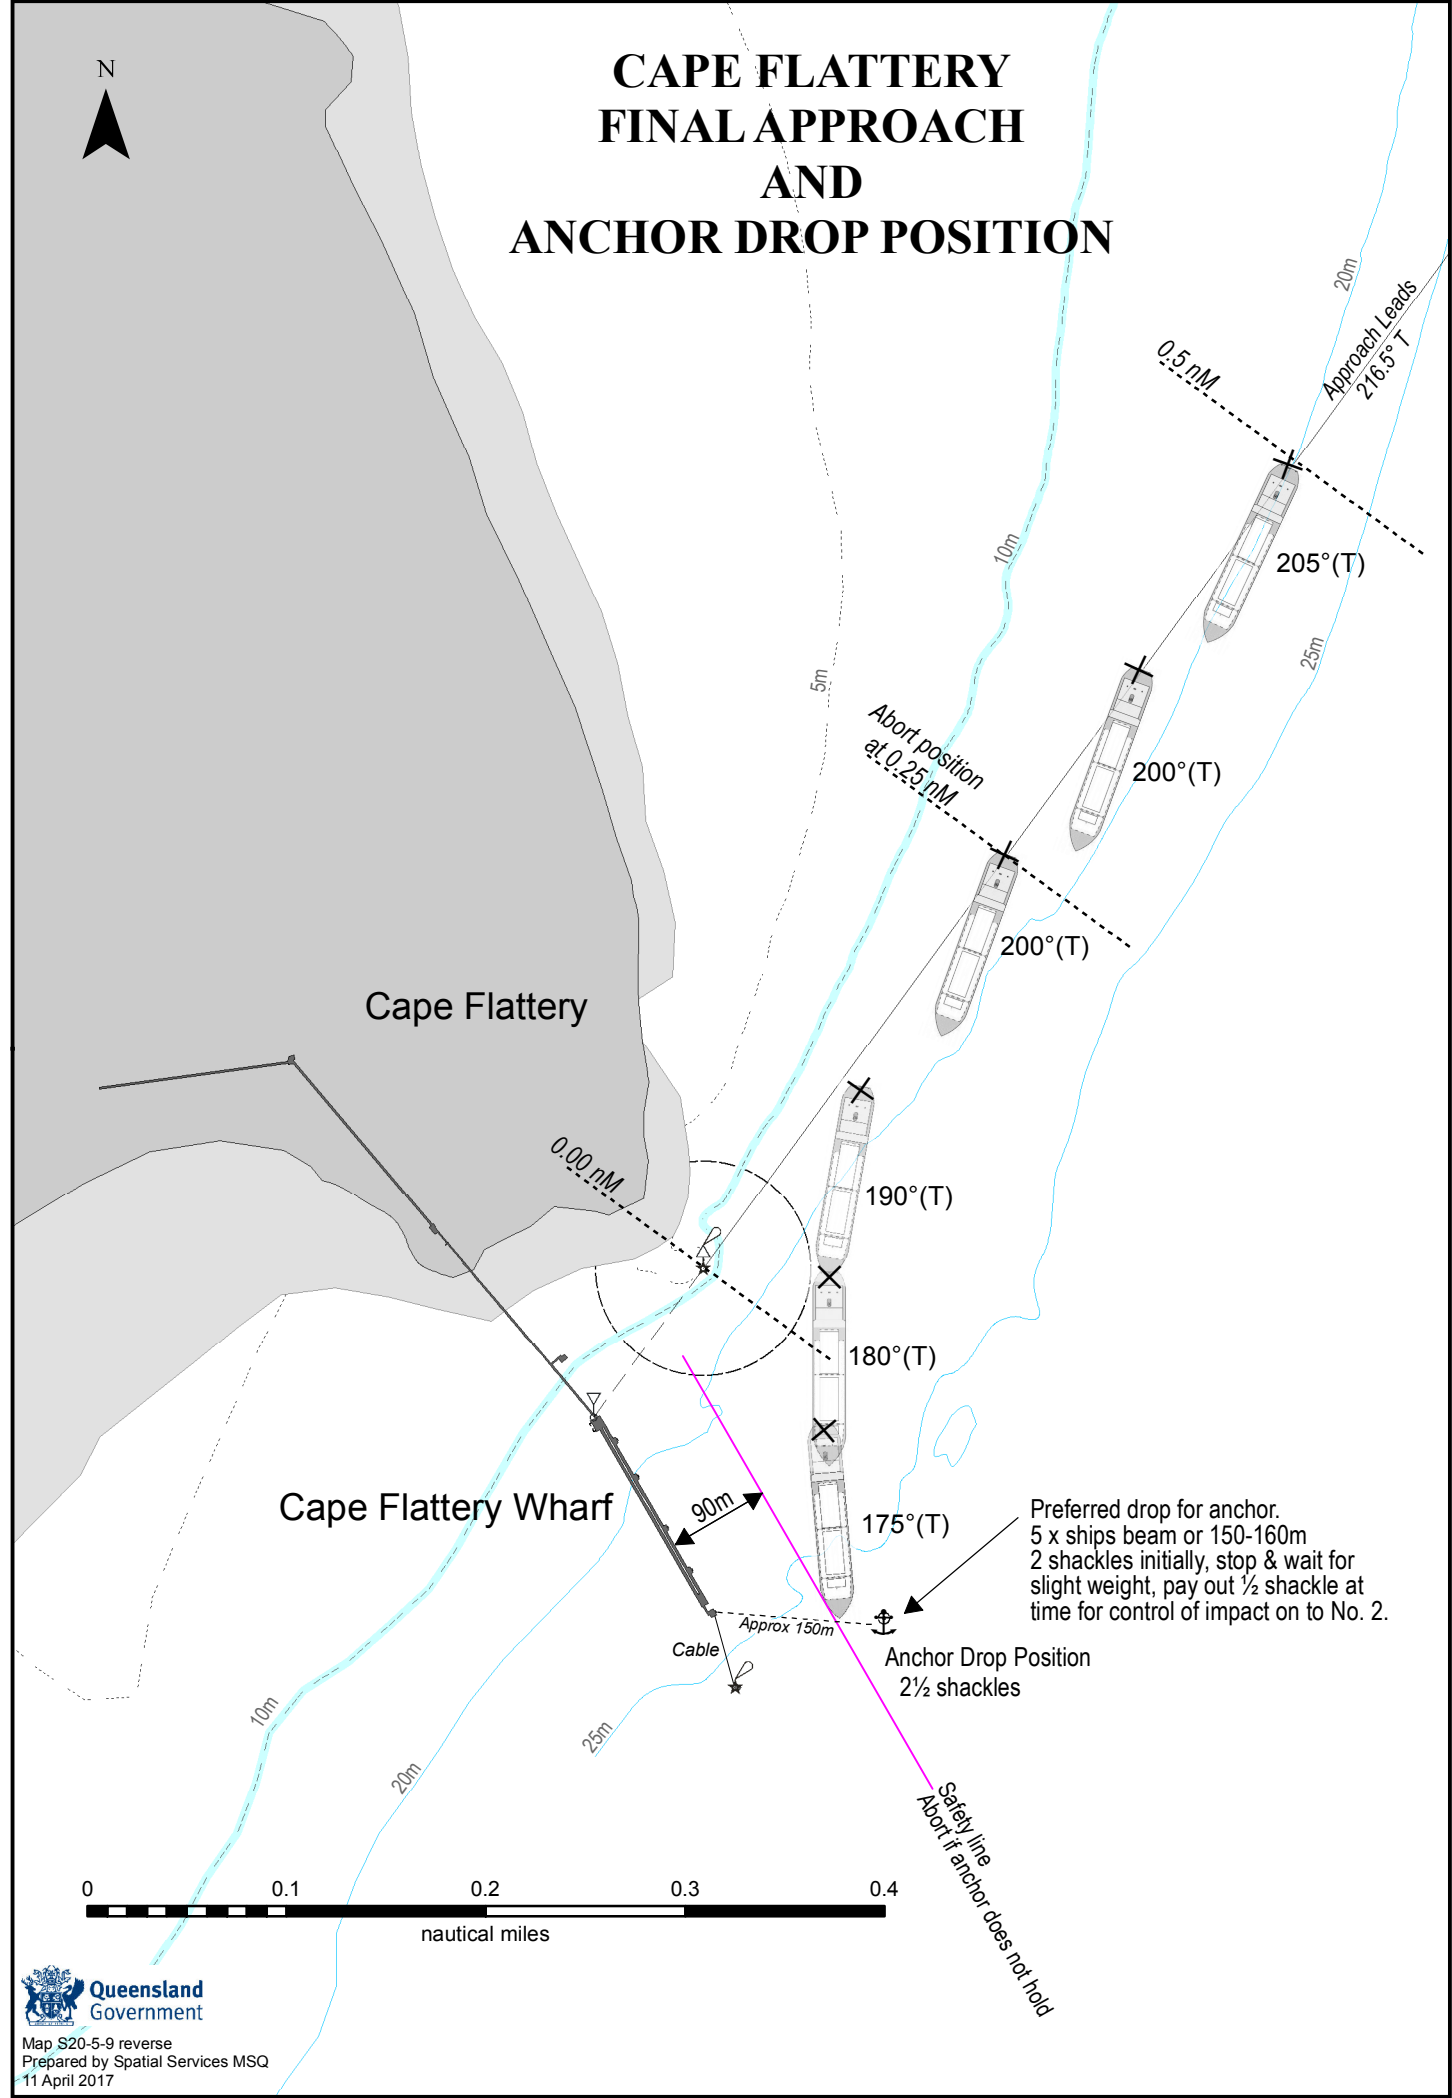 N
CAPE FLATTERY
FINAL APPROACH
AND
ANCHOR DROP POSITION
20m
Approach Leads
216.5° T
0.5 nM
205°(T)
10m
25m
5m
Abort position
at 0.25 nM
200°(T)
200°(T)
Cape Flattery
0.00 nM
190°(T)
180°(T)
Cape Flattery Wharf
90m
175°(T)
Preferred drop for anchor.
5 x ships beam or 150-160m
2 shackles initially, stop & wait for
slight weight, pay out ½ shackle at
time for control of impact on to No. 2.
Approx 150m
Cable
Anchor Drop Position
2½ shackles
10m
25m
20m
Safety line
Abort if anchor does not hold
0 0.1 0.2 0.3 0.4
nautical miles
Queensland
Government
Map S20-5-9 reverse
Prepared by Spatial Services MSQ
11 April 2017